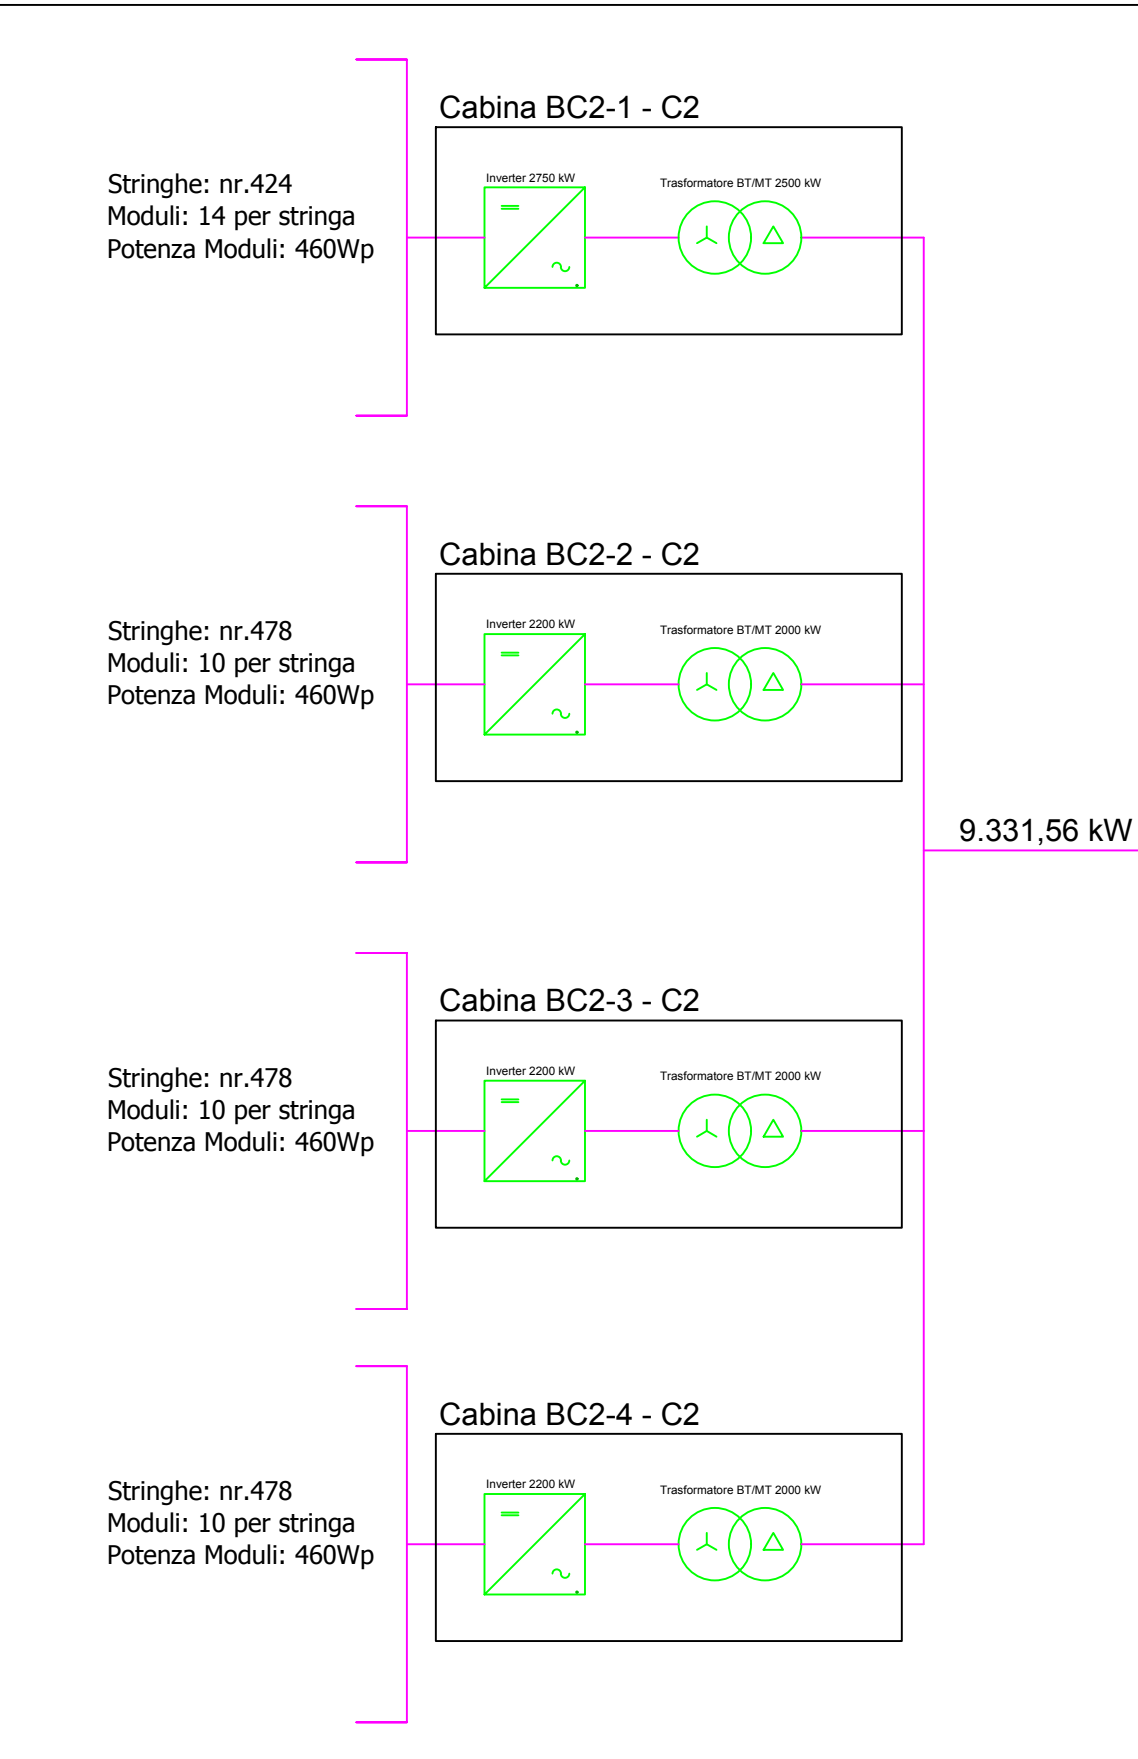 Cabina BC2-1 - C2
Stringhe: nr.424
Moduli: 14 per stringa
Potenza Moduli: 460Wp
Inverter 2750 kW
Trasformatore BT/MT 2500 kW
Cabina BC2-2 - C2
Stringhe: nr.478
Moduli: 10 per stringa
Potenza Moduli: 460Wp
Inverter 2200 kW
Trasformatore BT/MT 2000 kW
9.331,56 kW
Cabina BC2-3 - C2
Stringhe: nr.478
Moduli: 10 per stringa
Potenza Moduli: 460Wp
Inverter 2200 kW
Trasformatore BT/MT 2000 kW
Cabina BC2-4 - C2
Stringhe: nr.478
Moduli: 10 per stringa
Potenza Moduli: 460Wp
Inverter 2200 kW
Trasformatore BT/MT 2000 kW